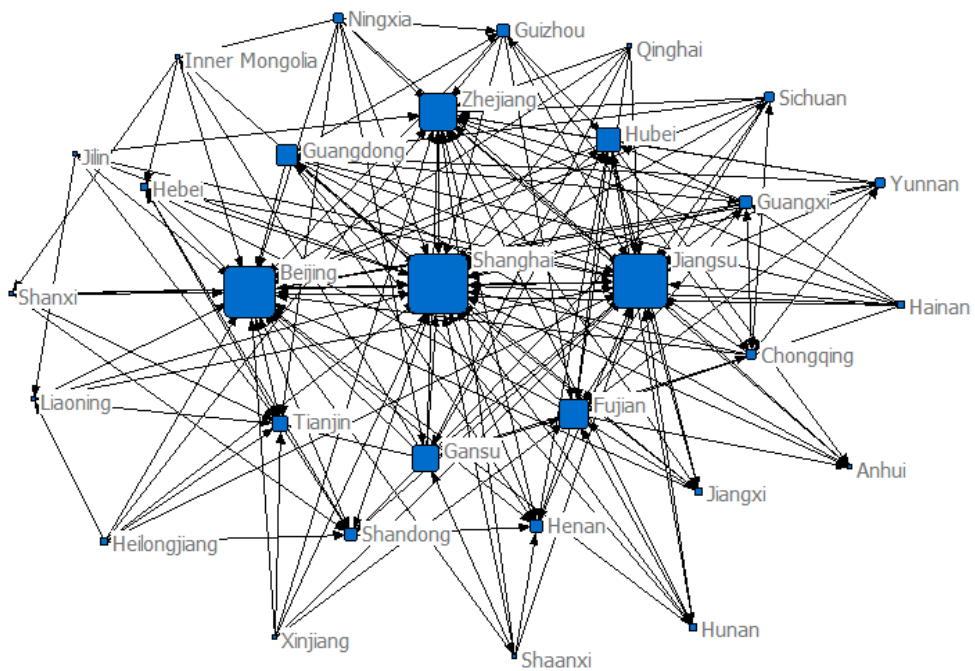 Ningxia
Guizhou
Qinghai
Inner Mongolia
Zhejiang
Sichuan
Hubei
Guangdong
Jilin
Hebei
Yunnan
Guangxi
Shanghai
Jiangsu
Beijing
Shanxi
Hainan
Chongqing
Liaoning
Fujian
Tianjin
Gansu
Anhui
Jiangxi
Henan
Shandong
Heilongjiang
Hunan
Xinjiang
Shaanxi